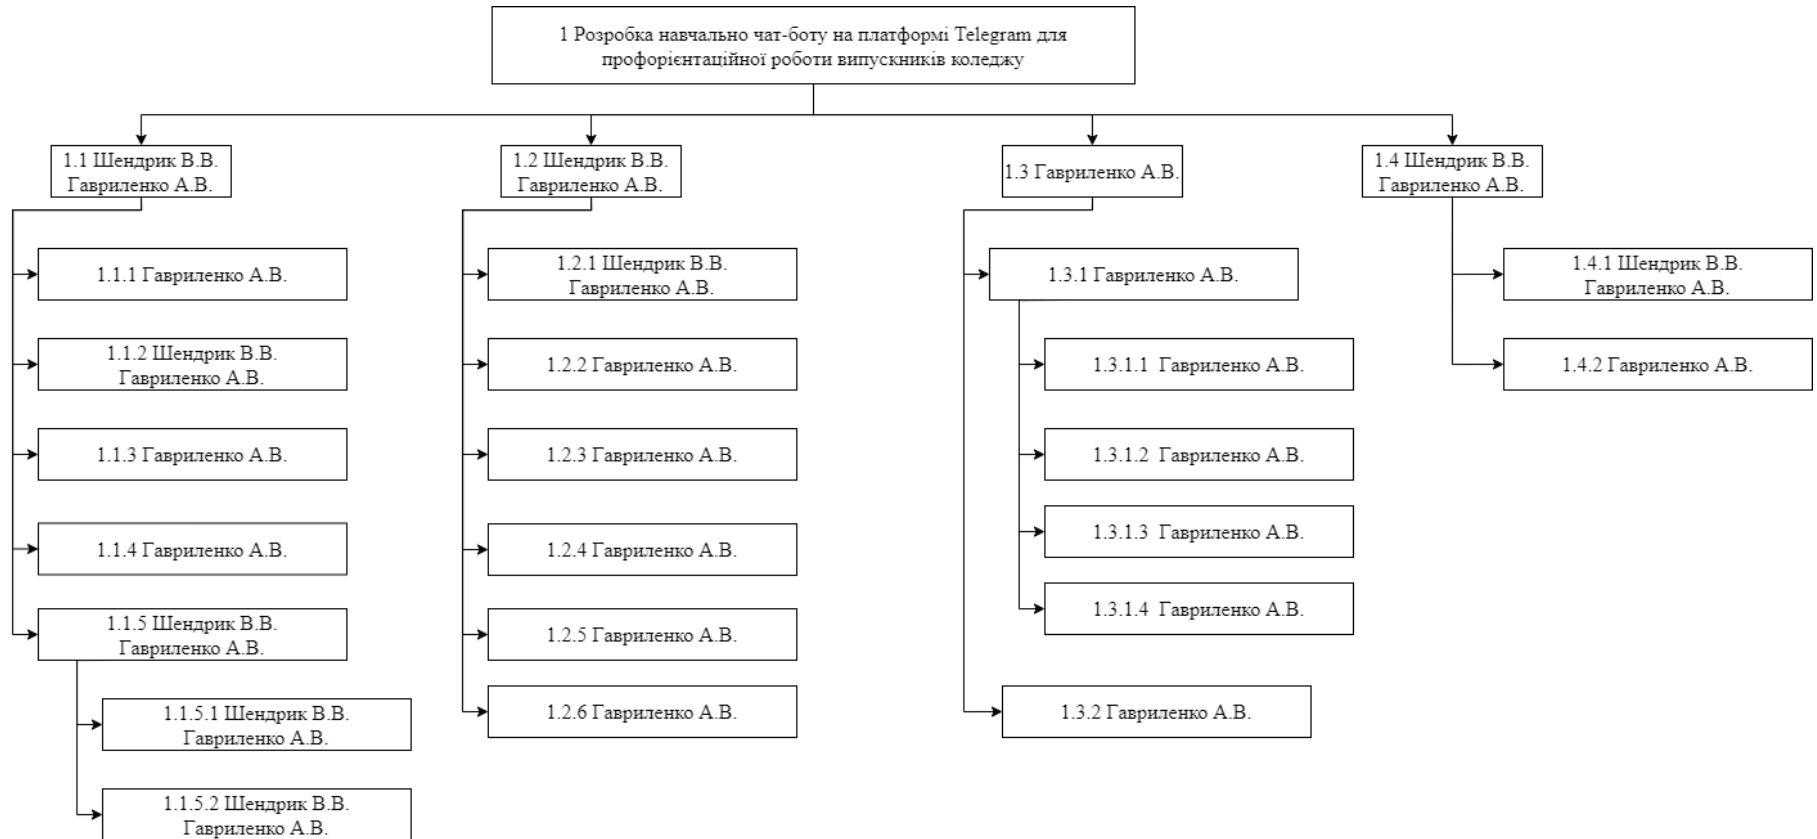 1 Розробка навчально чат-боту на платформі Telegram для
профорієнтаційної роботи випускників коледжу
1.1 Шендрик В.В.
Гавриленко А.В.
1.1.1 Гавриленко А.В.
1.1.2 Шендрик В.В.
Гавриленко А.В.
1.1.3 Гавриленко А.В.
1.1.4 Гавриленко А.В.
1.1.5 Шендрик В.В.
Гавриленко А.В.
1.1.5.1 Шендрик В.В.
Гавриленко А.В.
1.1.5.2 Шендрик В.В.
Гавриленко А.В.
1.2 Шендрик В.В.
Гавриленко А.В.
1.2.1 Шендрик В.В.
Гавриленко А.В.
1.2.2 Гавриленко А.В.
1.2.3 Гавриленко А.В.
1.2.4 Гавриленко А.В.
1.2.5 Гавриленко А.В.
1.2.6 Гавриленко А.В.
1.3 Гавриленко А.В.
1.3.1 Гавриленко А.В.
1.3.1.1 Гавриленко А.В.
1.3.1.2 Гавриленко А.В.
1.3.1.3 Гавриленко А.В.
1.3.1.4 Гавриленко А.В.
1.3.2 Гавриленко А.В.
1.4 Шендрик В.В.
Гавриленко А.В.
1.4.1 Шендрик В.В.
Гавриленко А.В.
1.4.2 Гавриленко А.В.